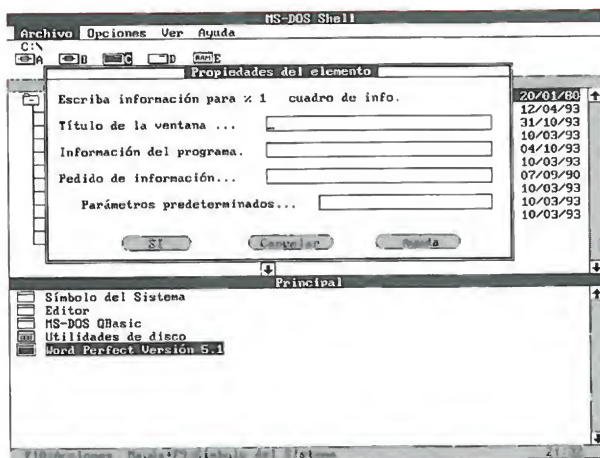 MS-DOS Shell
Archivo Opciones Ver Ayuda
C:\
A B C D RAM E
Propiedades del elemento
Escriba información para % 1 cuadro de info.
Título de la ventana ...
Información del programa.
Pedido de información...
Parámetros predeterminados...
SI Cancelar Ayuda
20/01/80
12/04/93
31/10/93
10/03/93
04/10/93
10/03/93
07/09/90
10/03/93
10/03/93
10/03/93
Principal
Símbolo del Sistema
Editor
MS-DOS QBasic
Utilidades de disco
Word Perfect Versión 5.1
Símbolo del Sistema